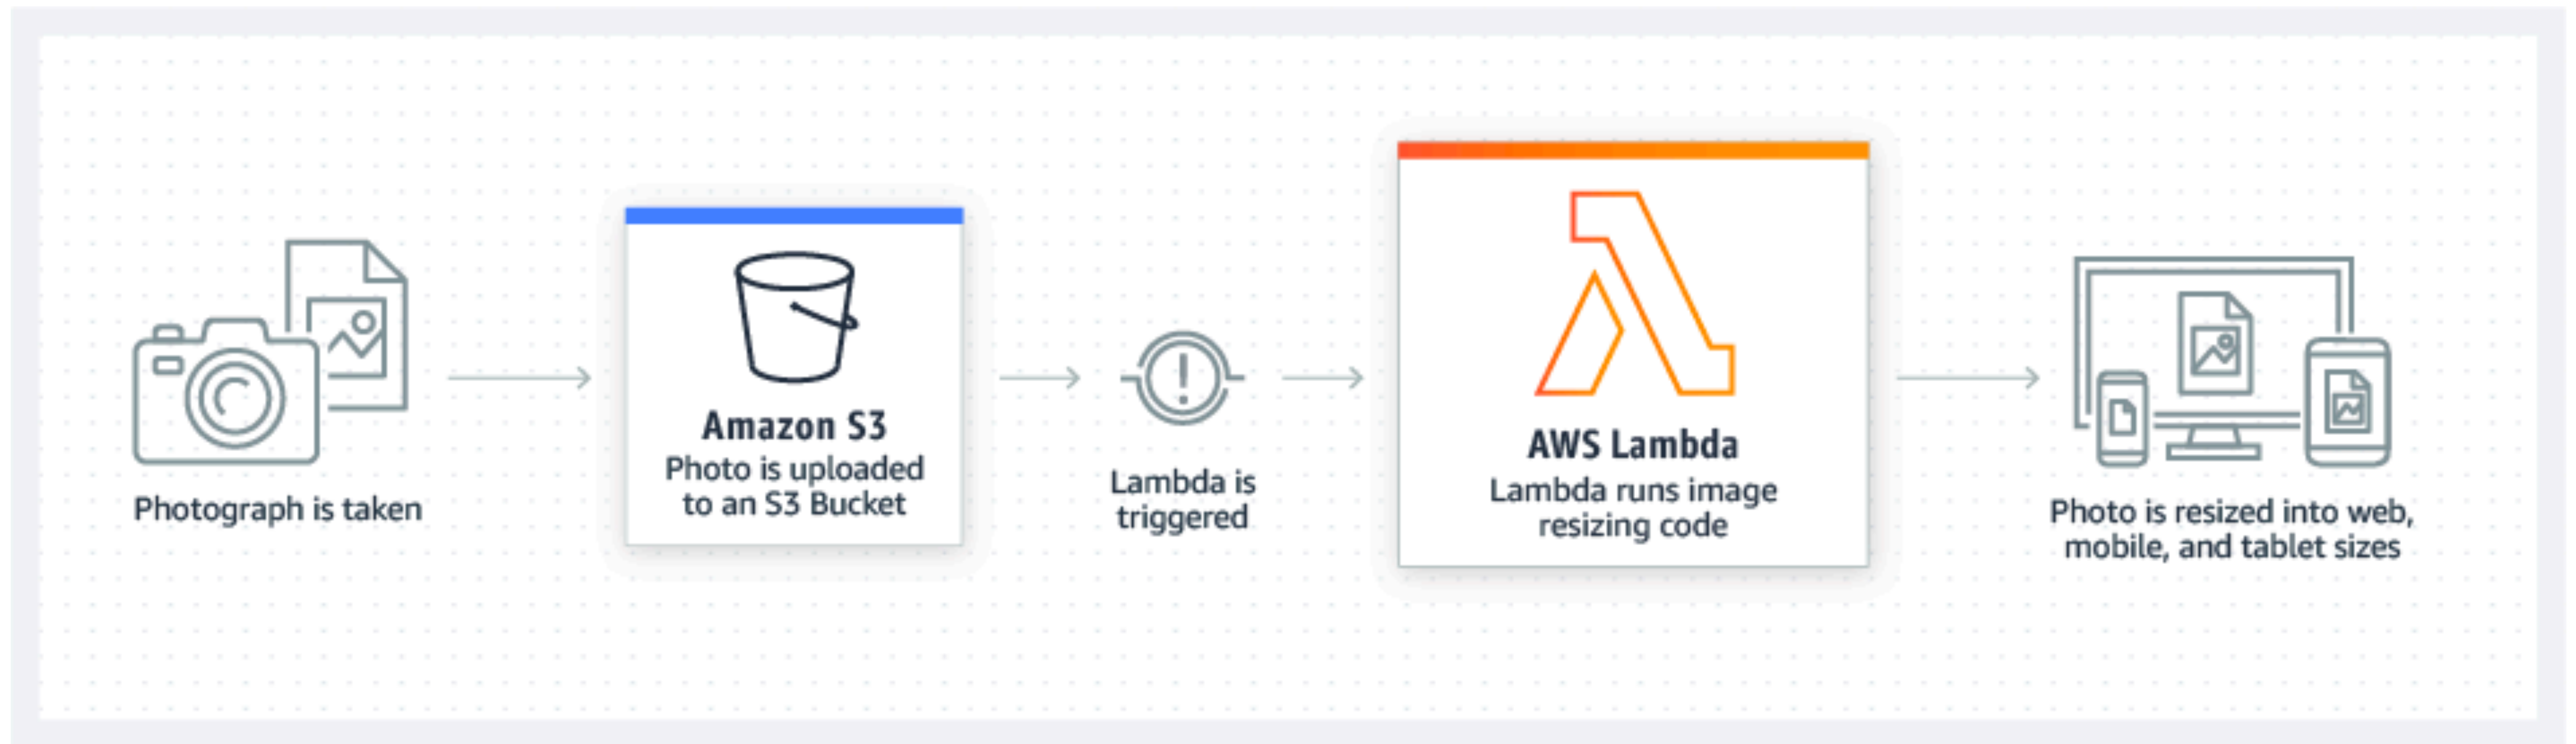 Photograph is taken
Amazon S3
Photo is uploaded
to an S3 Bucket
Lambda is
triggered
AWS Lambda
Lambda runs image
resizing code
Photo is resized into web,
mobile, and tablet sizes